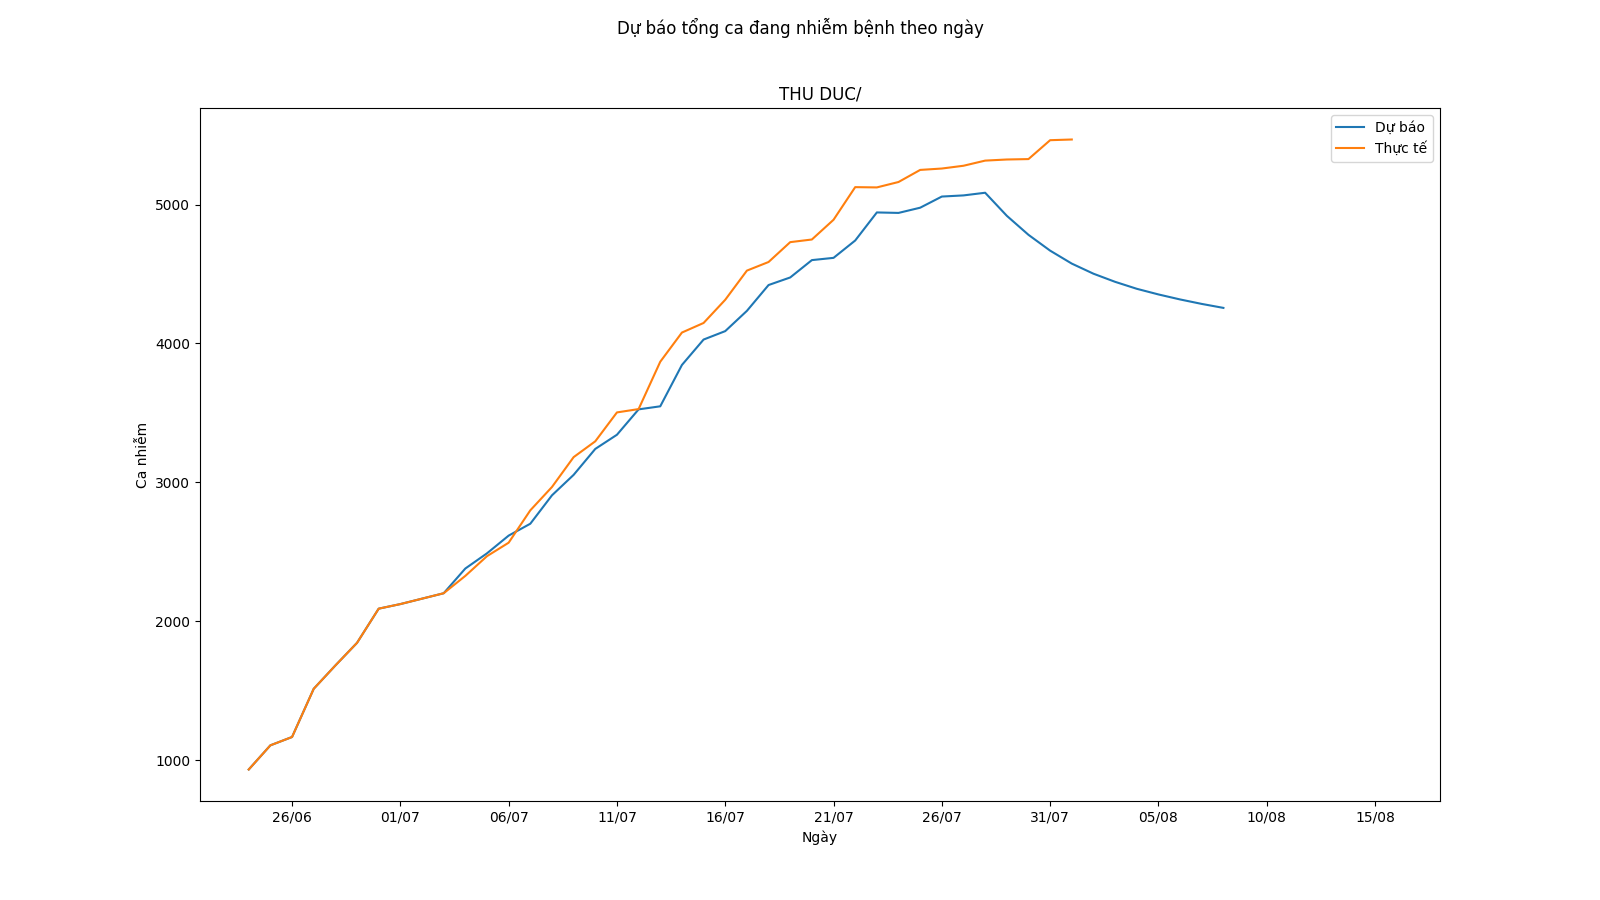 Dự báo tổng ca đang nhiễm bệnh theo ngày
THU DUC/
Dự báo
Thực tế
5000
4000
3000
2000
1000
Ca nhiễm
26/06 01/07 06/07 11/07 16/07 21/07 26/07 31/07 05/08 10/08 15/08
Ngày